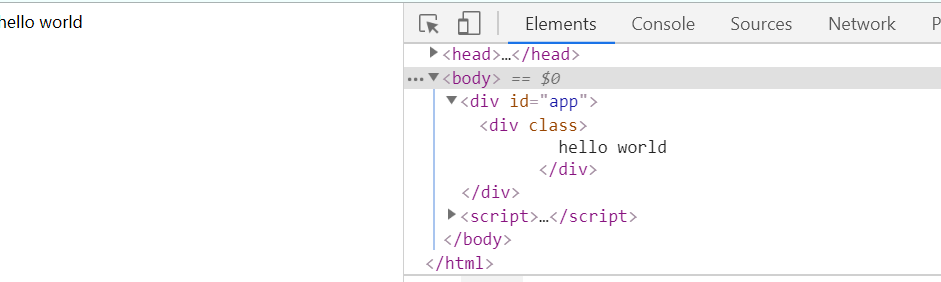 hello world
Elements Console Sources Network P
<head>…</head>
<body> == $0
<div id="app">
<div class>
hello world
</div>
</div>
<script>…</script>
</body>
</html>